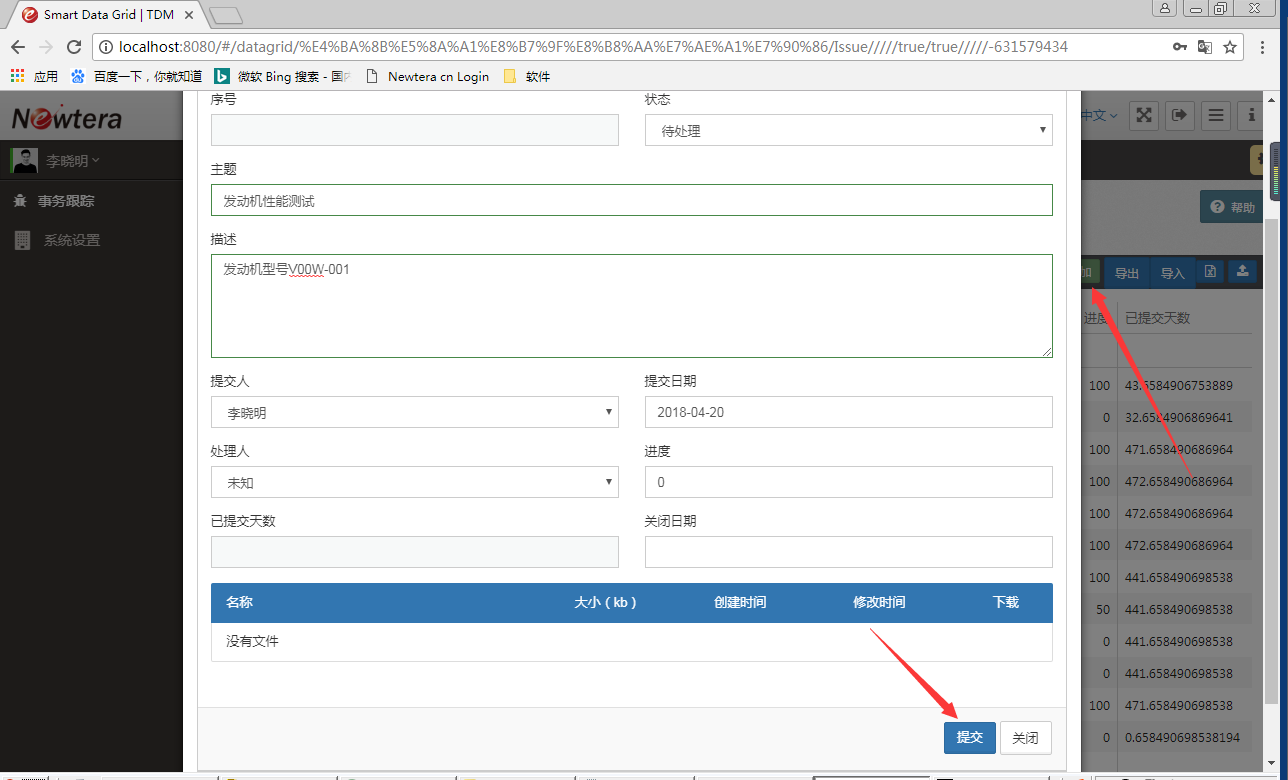 Smart Data Grid | TDM
localhost:8080/#/datagrid/%E4%BA%8B%E5%8A%A1%E8%B7%9F%E8%B8%AA%E7%AE%A1%E7%90%86/Issue/////true/true/////-631579434
应用 百度一下，你就知道 微软 Bing 搜索 - 国 Newtera cn Login 软件
Newtera
中文
李晓明
事务跟踪
系统设置
帮助
加 导出 导入
序号 状态
待处理
主题
发动机性能测试
描述
发动机型号V00W-001
提交人 提交日期
李晓明 2018-04-20
处理人 进度
未知 0
已提交天数 关闭日期
名称 大小 ( kb ) 创建时间 修改时间 下载
没有文件
提交 关闭
进度 已提交天数
100 43.6584906753889
0 32.6584906869641
100 471.658490686964
100 472.658490686964
100 472.658490686964
100 472.658490686964
100 441.658490698538
50 441.658490698538
0 441.658490698538
0 441.658490698538
100 471.658490698538
0 0.658490698538194